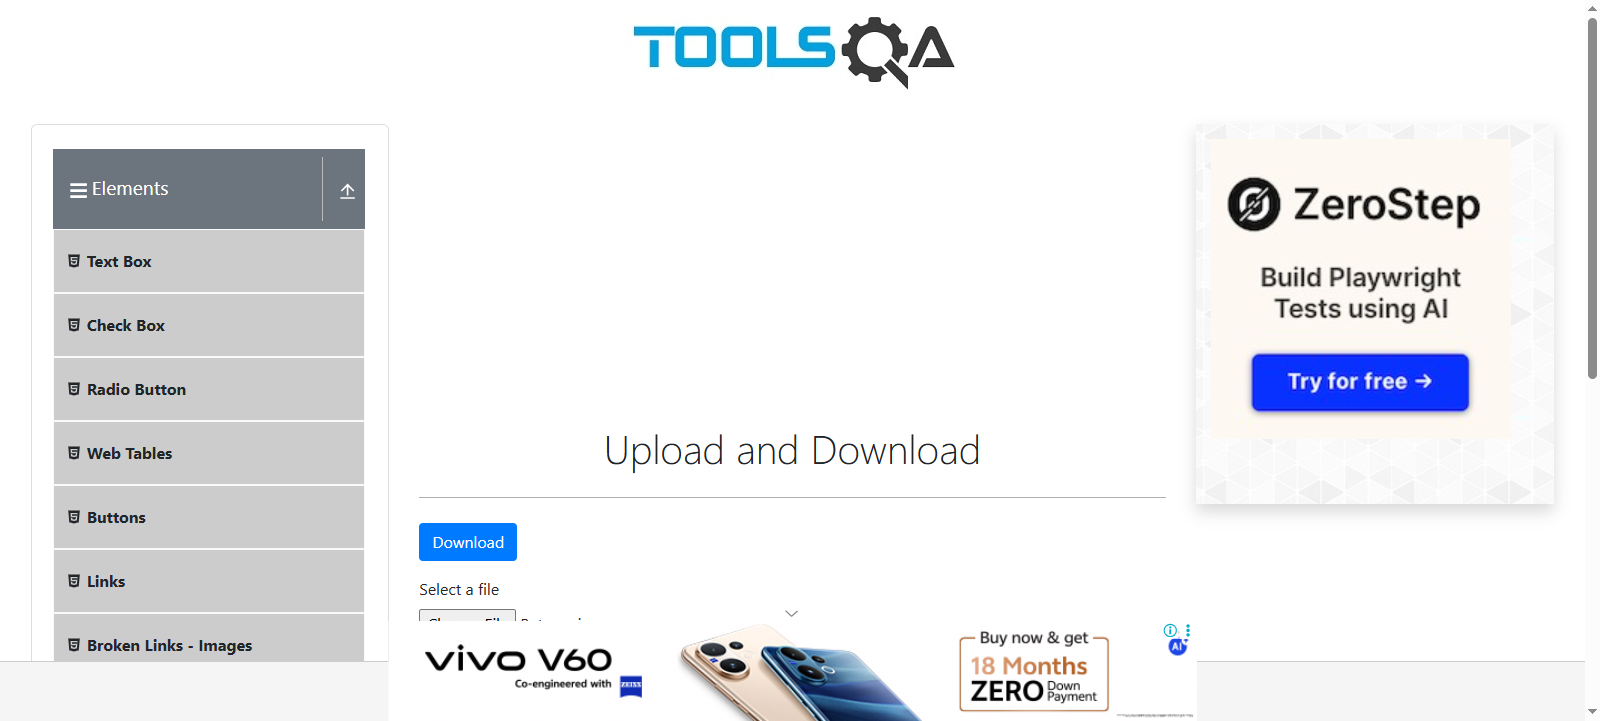 TOOLSQA
Elements
Text Box
Check Box
Radio Button
Web Tables
Buttons
Links
Broken Links - Images
Upload and Download
Download
Select a file
vivo V60
Co-engineered with ZEISS
Buy now & get
18 Months
ZERO Down
Payment
AI
ZeroStep
Build Playwright
Tests using AI
Try for free →